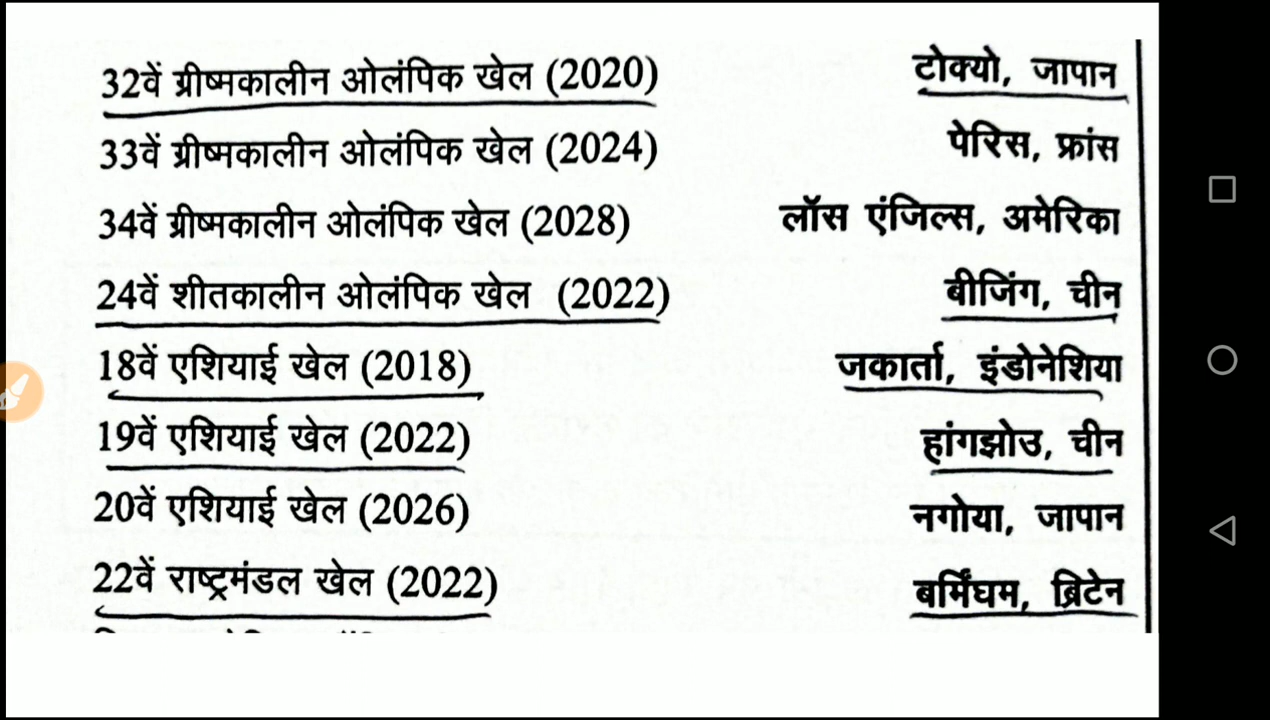 32वें ग्रीष्मकालीन ओलंपिक खेल (2020) टोक्यो, जापान
33वें ग्रीष्मकालीन ओलंपिक खेल (2024) पेरिस, फ्रांस
34वें ग्रीष्मकालीन ओलंपिक खेल (2028) लॉस एंजिल्स, अमेरिका
24वें शीतकालीन ओलंपिक खेल (2022) बीजिंग, चीन
18वें एशियाई खेल (2018) जकार्ता, इंडोनेशिया
19वें एशियाई खेल (2022) हांगझोउ, चीन
20वें एशियाई खेल (2026) नगोया, जापान
22वें राष्ट्रमंडल खेल (2022) बर्मिंघम, ब्रिटेन